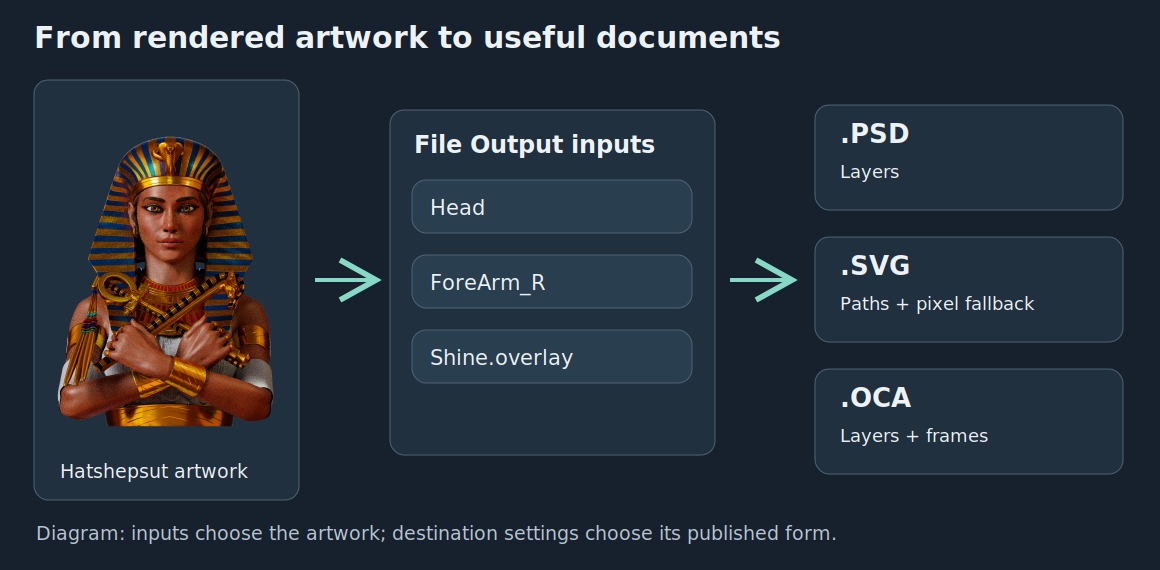 From rendered artwork to useful documents
Hatshepsut artwork
File Output inputs
Head
ForeArm_R
Shine.overlay
.PSD
Layers
.SVG
Paths + pixel fallback
.OCA
Layers + frames
Diagram: inputs choose the artwork; destination settings choose its published form.